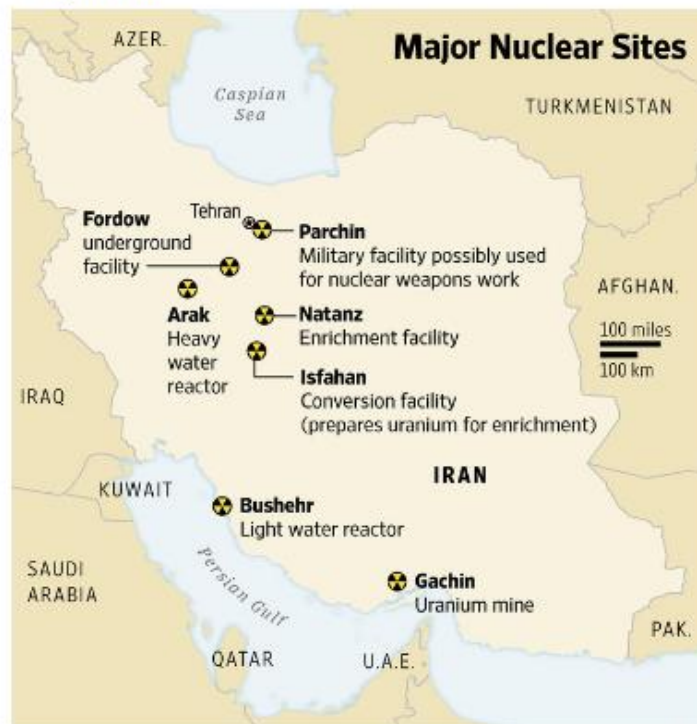 Major Nuclear Sites
AZER.
Caspian
Sea
TURKMENISTAN
Tehran
Fordow
underground
facility
Parchin
Military facility possibly used
for nuclear weapons work
AFGHAN.
Arak
Heavy
water
reactor
Natanz
Enrichment facility
100 miles
100 km
Isfahan
Conversion facility
(prepares uranium for enrichment)
IRAQ
IRAN
KUWAIT
Bushehr
Light water reactor
SAUDI
ARABIA
Persian Gulf
Gachin
Uranium mine
PAK.
QATAR
U.A.E.